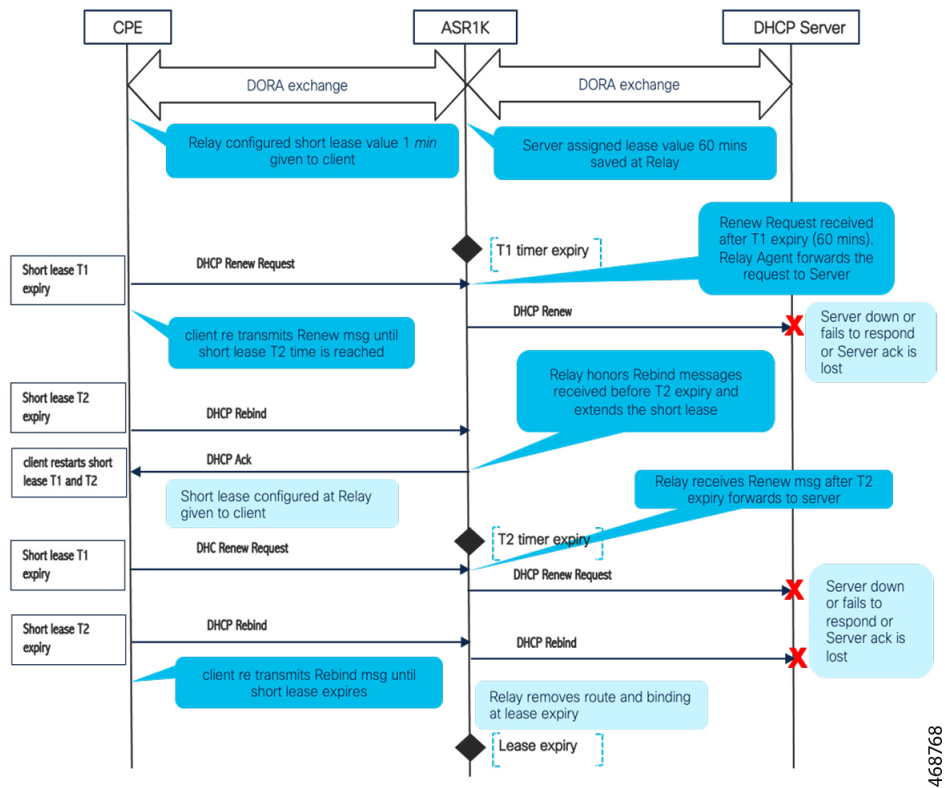 CPE
ASR1K
DHCP Server
DORA exchange
DORA exchange
Relay configured short lease value 1 min
given to client
Server assigned lease value 60 mins
saved at Relay
Renew Request received
after T1 expiry (60 mins).
Relay Agent forwards the
request to Server
T1 timer expiry
Short lease T1
expiry
DHCP Renew Request
DHCP Renew
Server down or
fails to respond
or Server ack is
lost
client re transmits Renew msg until
short lease T2 time is reached
Relay honors Rebind messages
received before T2 expiry and
extends the short lease
Short lease T2
expiry
DHCP Rebind
client restarts short
lease T1 and T2
DHCP Ack
Short lease configured at Relay
given to client
Relay receives Renew msg after T2
expiry forwards to server
T2 timer expiry
Short lease T1
expiry
DHC Renew Request
DHCP Renew Request
Server down
or fails to
respond or
Server ack is
lost
Short lease T2
expiry
DHCP Rebind
DHCP Rebind
client re transmits Rebind msg until
short lease expires
Relay removes route and binding
at lease expiry
Lease expiry
468768